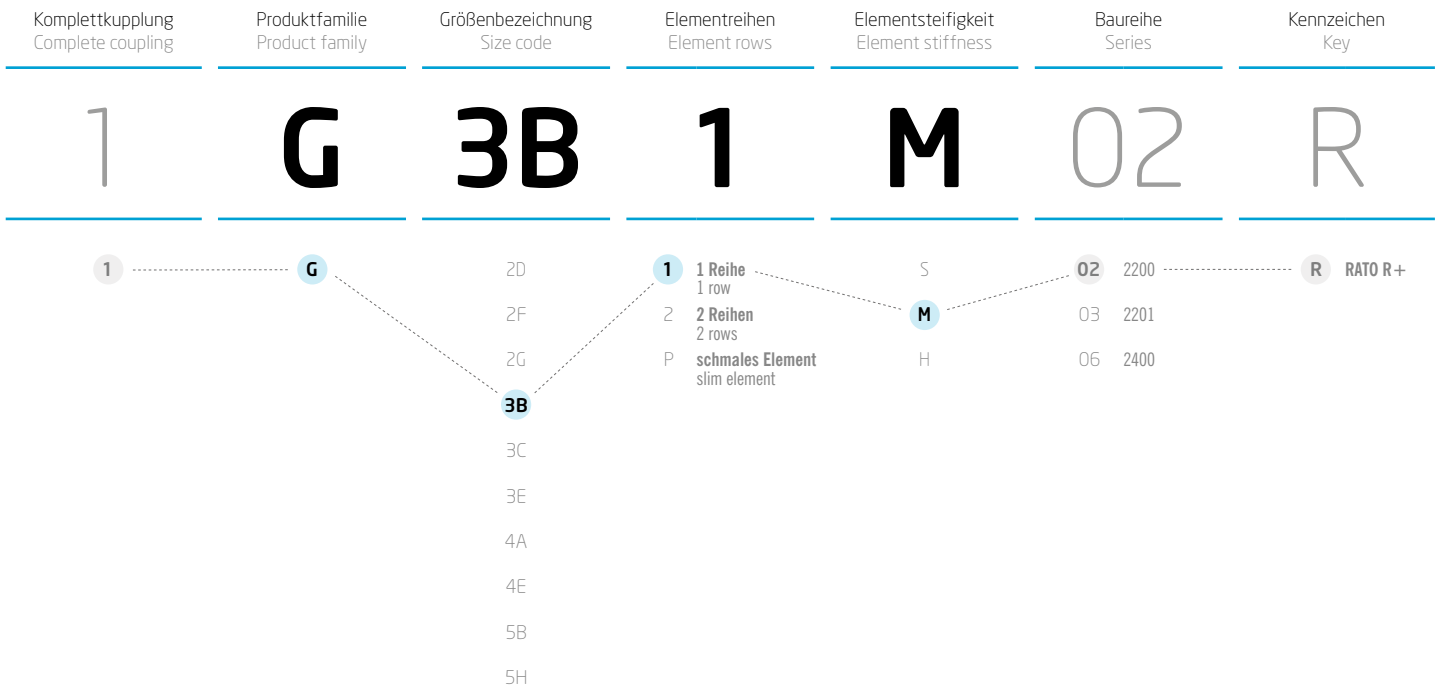 Komplettkupplung Produktfamilie Größenbezeichnung Elementreihen Elementsteifigkeit Baureihe Kennzeichen
Complete coupling Product family Size code Element rows Element stiffness Series Key
1 G 3B 1 M 02 R
1 G 2D 1 1 Reihe S 02 2200 R RATO R+
1 row
2F 2 2 Reihen M 03 2201
2 rows
2G P schmales Element H 06 2400
slim element
3B
3C
3E
4A
4E
5B
5H